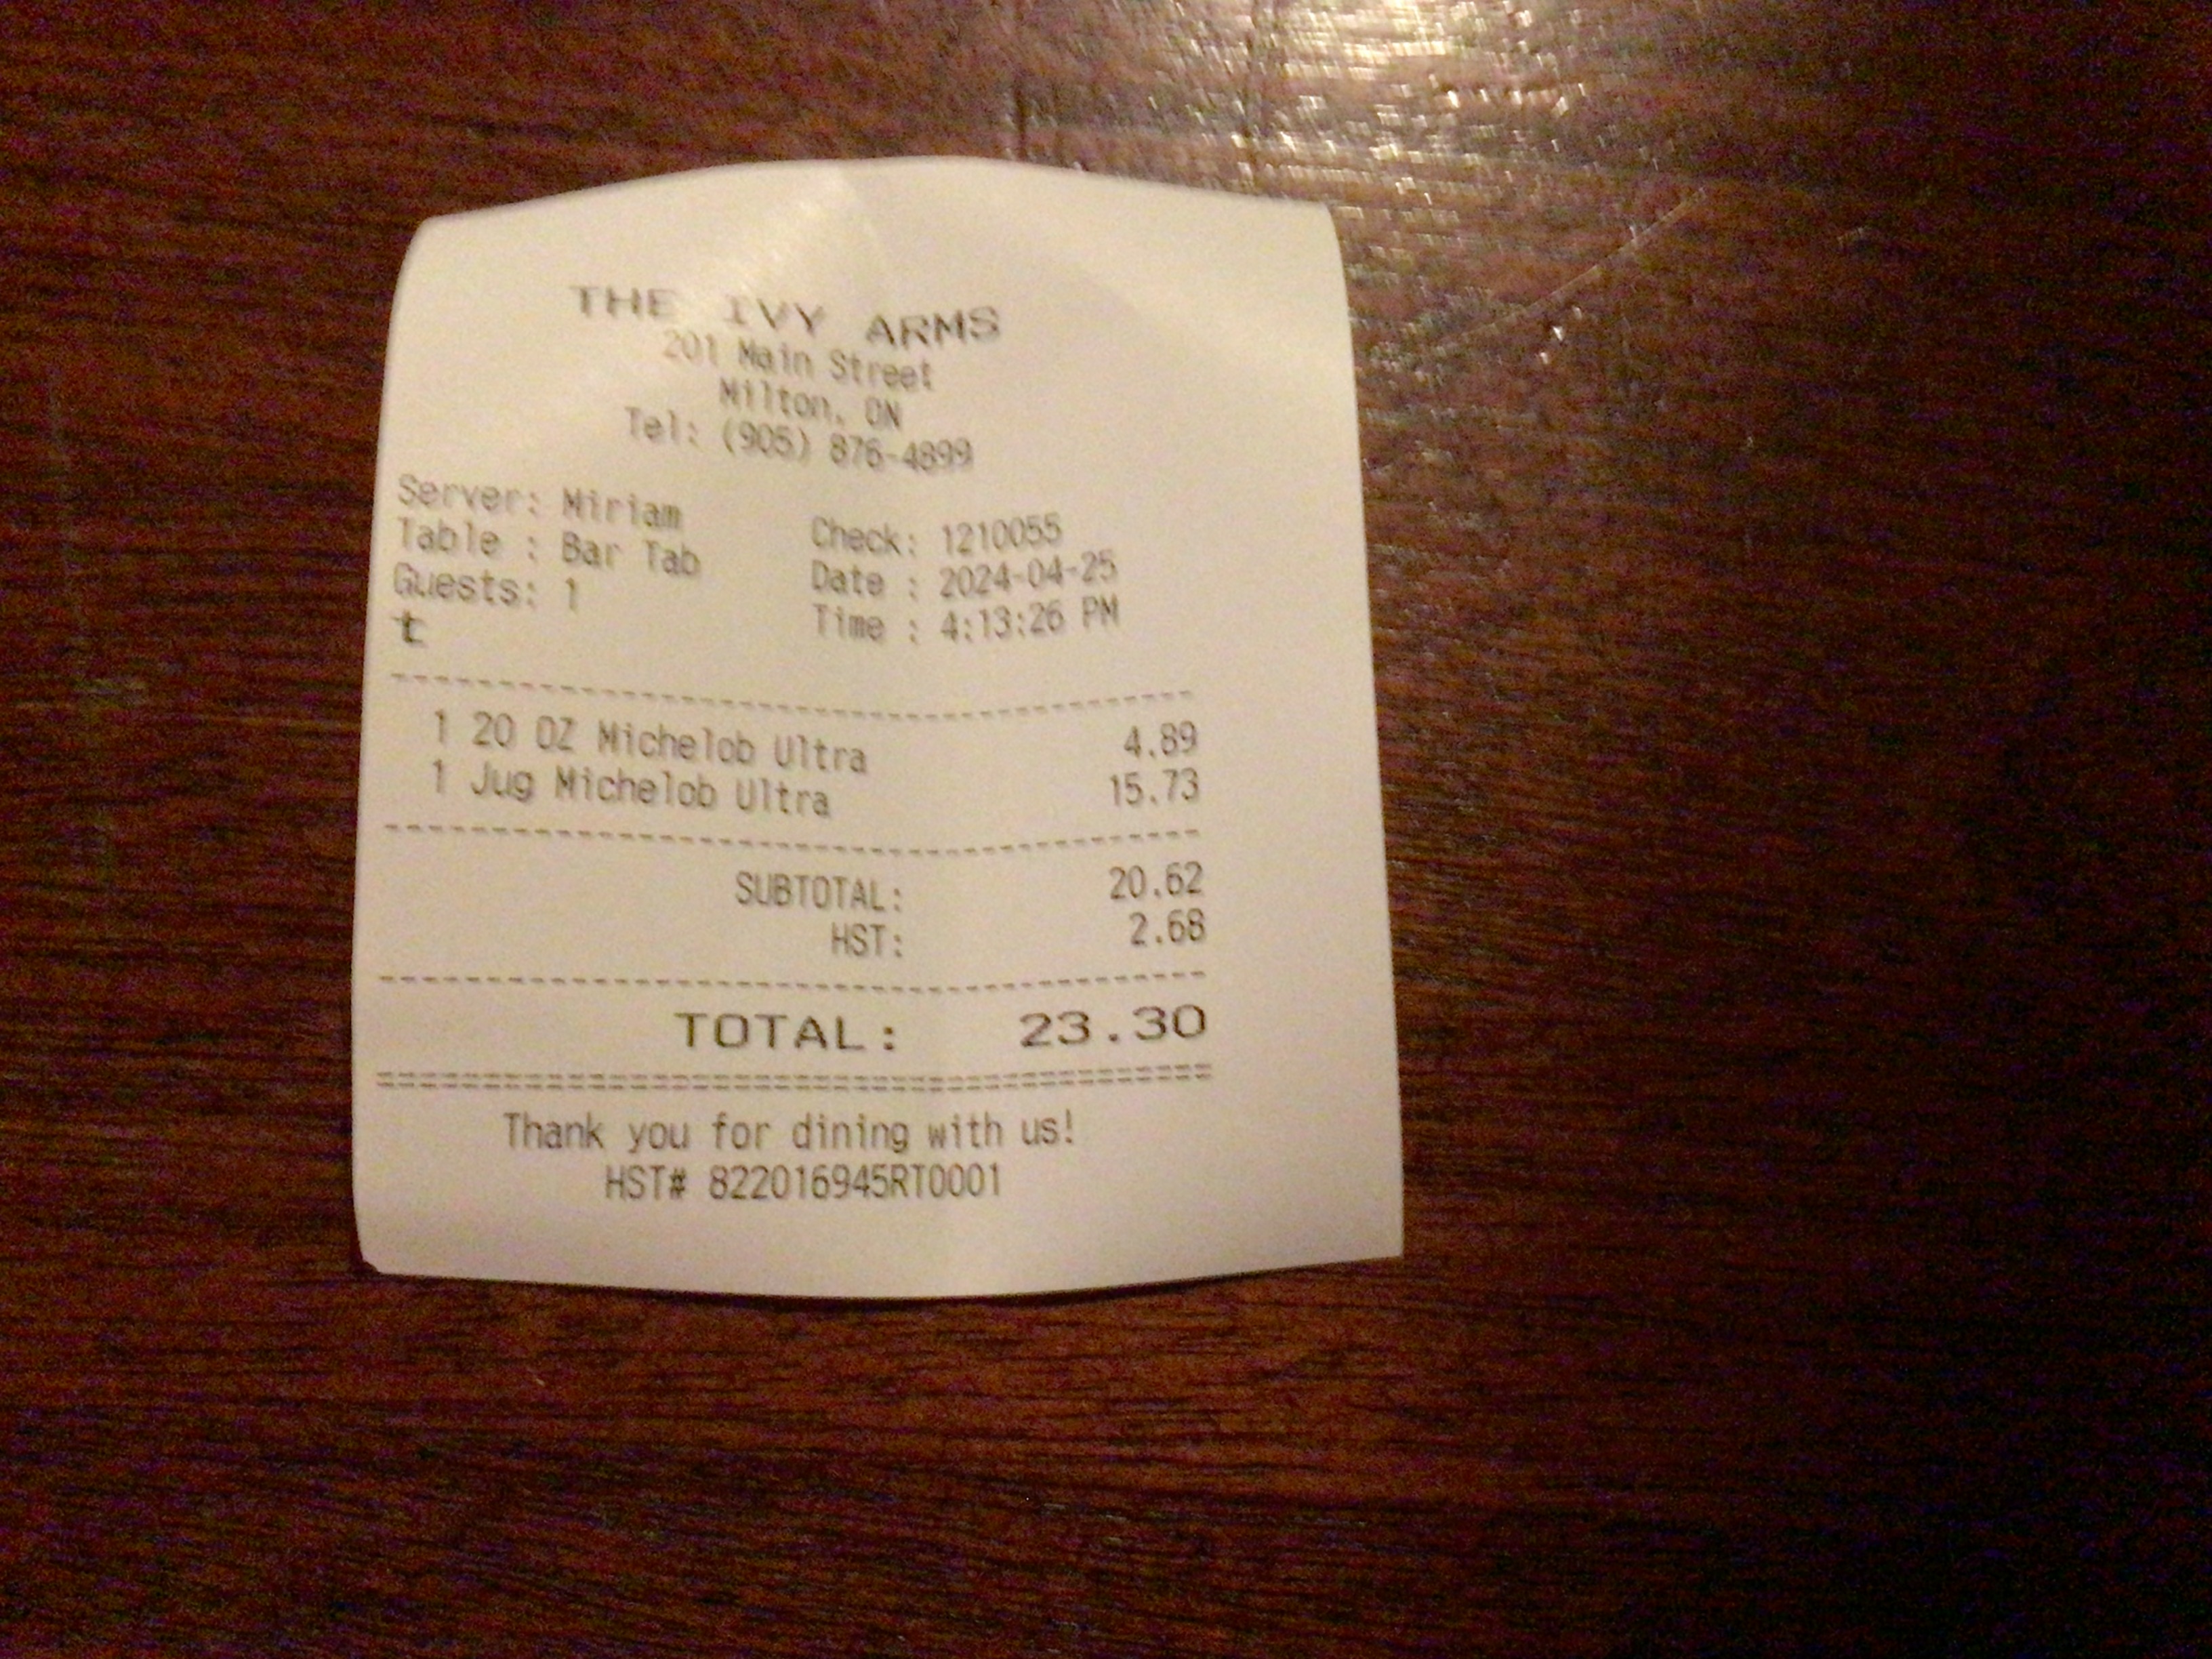 THE IVY ARMS
201 Main Street
Milton, ON
Tel: (905) 876-4899
Server: Miriam
Table : Bar Tab
Guests: 1
t
Check: 1210055
Date : 2024-04-25
Time : 4:13:26 PM
1 20 OZ Michelob Ultra 4.89
1 Jug Michelob Ultra 15.73
SUBTOTAL: 20.62
HST: 2.68
TOTAL: 23.30
Thank you for dining with us!
HST# 822016945RT0001